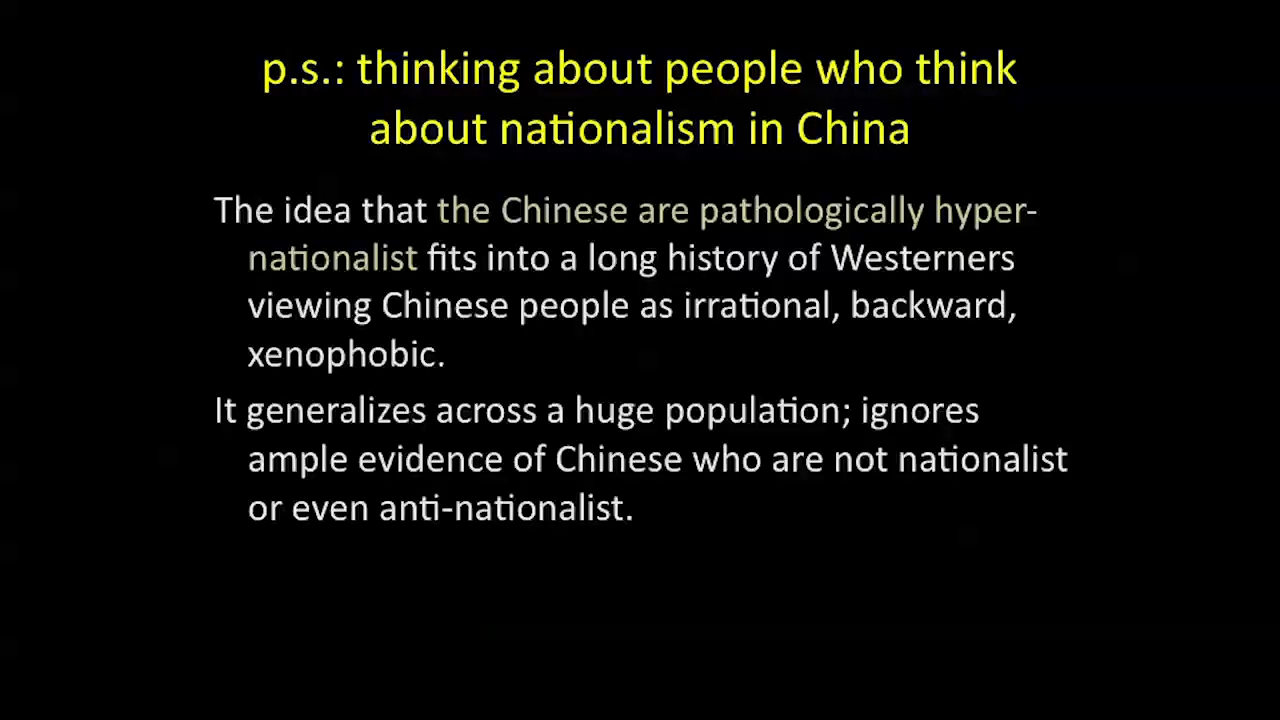 p.s.: thinking about people who think
about nationalism in China
The idea that the Chinese are pathologically hyper-
nationalist fits into a long history of Westerners
viewing Chinese people as irrational, backward,
xenophobic.
It generalizes across a huge population; ignores
ample evidence of Chinese who are not nationalist
or even anti-nationalist.